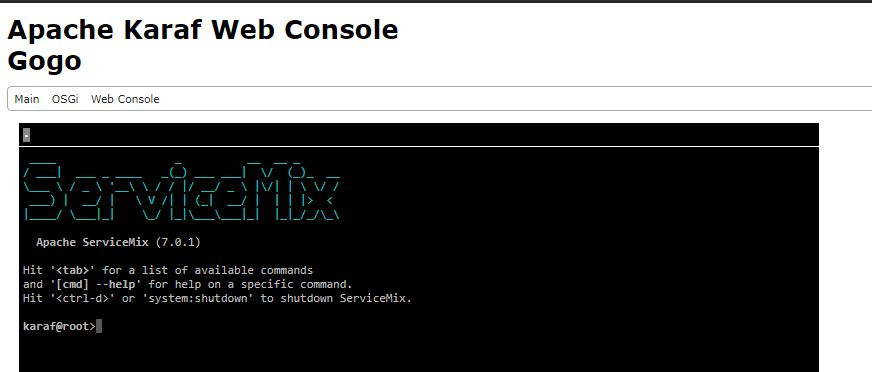 Apache Karaf Web Console
Gogo
Main OSGi Web Console
ServiceMix
Apache ServiceMix (7.0.1)
Hit '<tab>' for a list of available commands
and '[cmd] --help' for help on a specific command.
Hit '<ctrl-d>' or 'system:shutdown' to shutdown ServiceMix.
karaf@root>